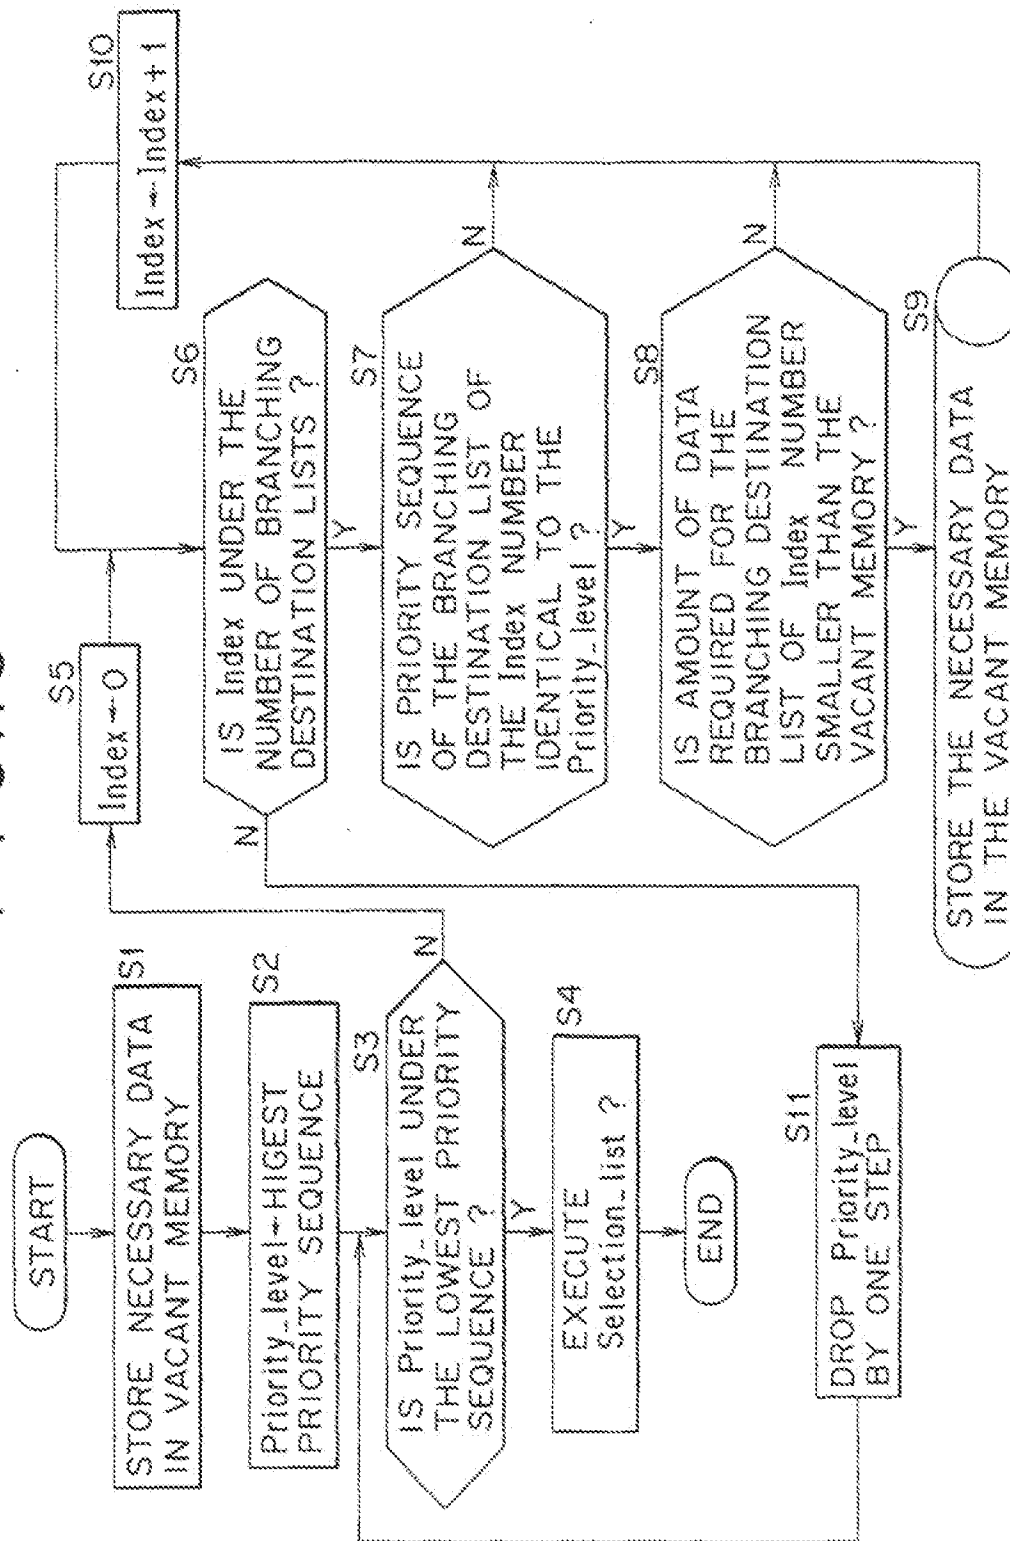 START
S1
STORE NECESSARY DATA
IN VACANT MEMORY
S2
Priority_level←HIGEST
PRIORITY SEQUENCE
S3
IS Priority_level UNDER
THE LOWEST PRIORITY
SEQUENCE ?
N
Y
S4
EXECUTE
Selection_list ?
END
S11
DROP Priority_level
BY ONE STEP
S5
Index←0
S10
Index←Index+1
S6
IS Index UNDER THE
NUMBER OF BRANCHING
DESTINATION LISTS ?
N
Y
S7
IS PRIORITY SEQUENCE
OF THE BRANCHING
DESTINATION LIST OF
THE Index NUMBER
IDENTICAL TO THE
Priority_level ?
N
Y
S8
IS AMOUNT OF DATA
REQUIRED FOR THE
BRANCHING DESTINATION
LIST OF Index NUMBER
SMALLER THAN THE
VACANT MEMORY ?
N
Y
S9
STORE THE NECESSARY DATA
IN THE VACANT MEMORY